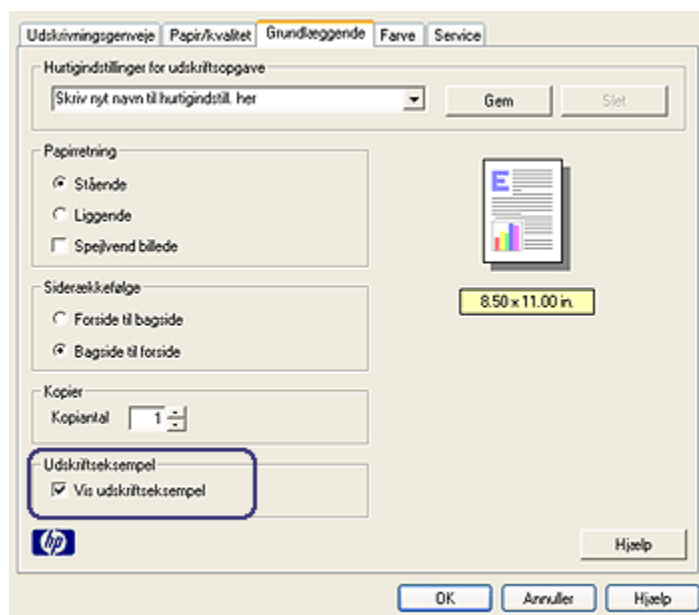 Udskrivningsgenveje Papir/kvalitet Grundlæggende Farve Service
Hurtigindstillinger for udskriftsopgave
Skriv nyt navn til hurtigindstill. her
Gem
Slet
Papirretning
Stående
Liggende
Spejlvend billede
E
8.50 x 11.00 in.
Siderækkefølge
Forside til bagside
Bagside til forside
Kopier
Kopiantal 1
Udskriftseksempel
Vis udskriftseksempel
hp
Hjælp
OK Annuller Hjælp